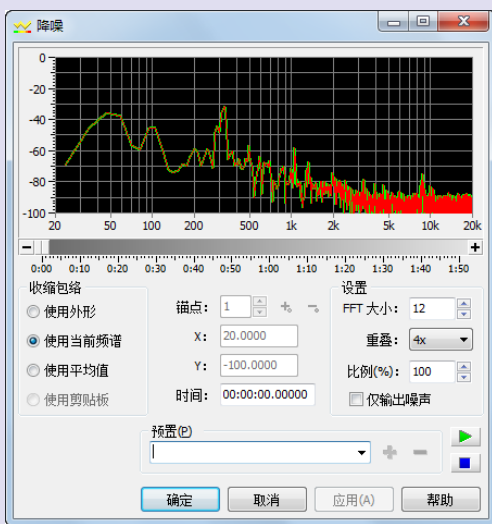 降噪
0
-20
-40
-60
-80
-100
20 50 100 200 500 1k 2k 5k 10k 20k
0:00 0:10 0:20 0:30 0:40 0:50 1:00 1:10 1:20 1:30 1:40 1:50
收缩包络
使用外形
使用当前频谱
使用平均值
使用剪贴板
锚点: 1
X: 20.0000
Y: -100.0000
时间: 00:00:00.00000
设置
FFT 大小: 12
重叠: 4x
比例(%): 100
仅输出噪声
预置(P)
确定 取消 应用(A) 帮助